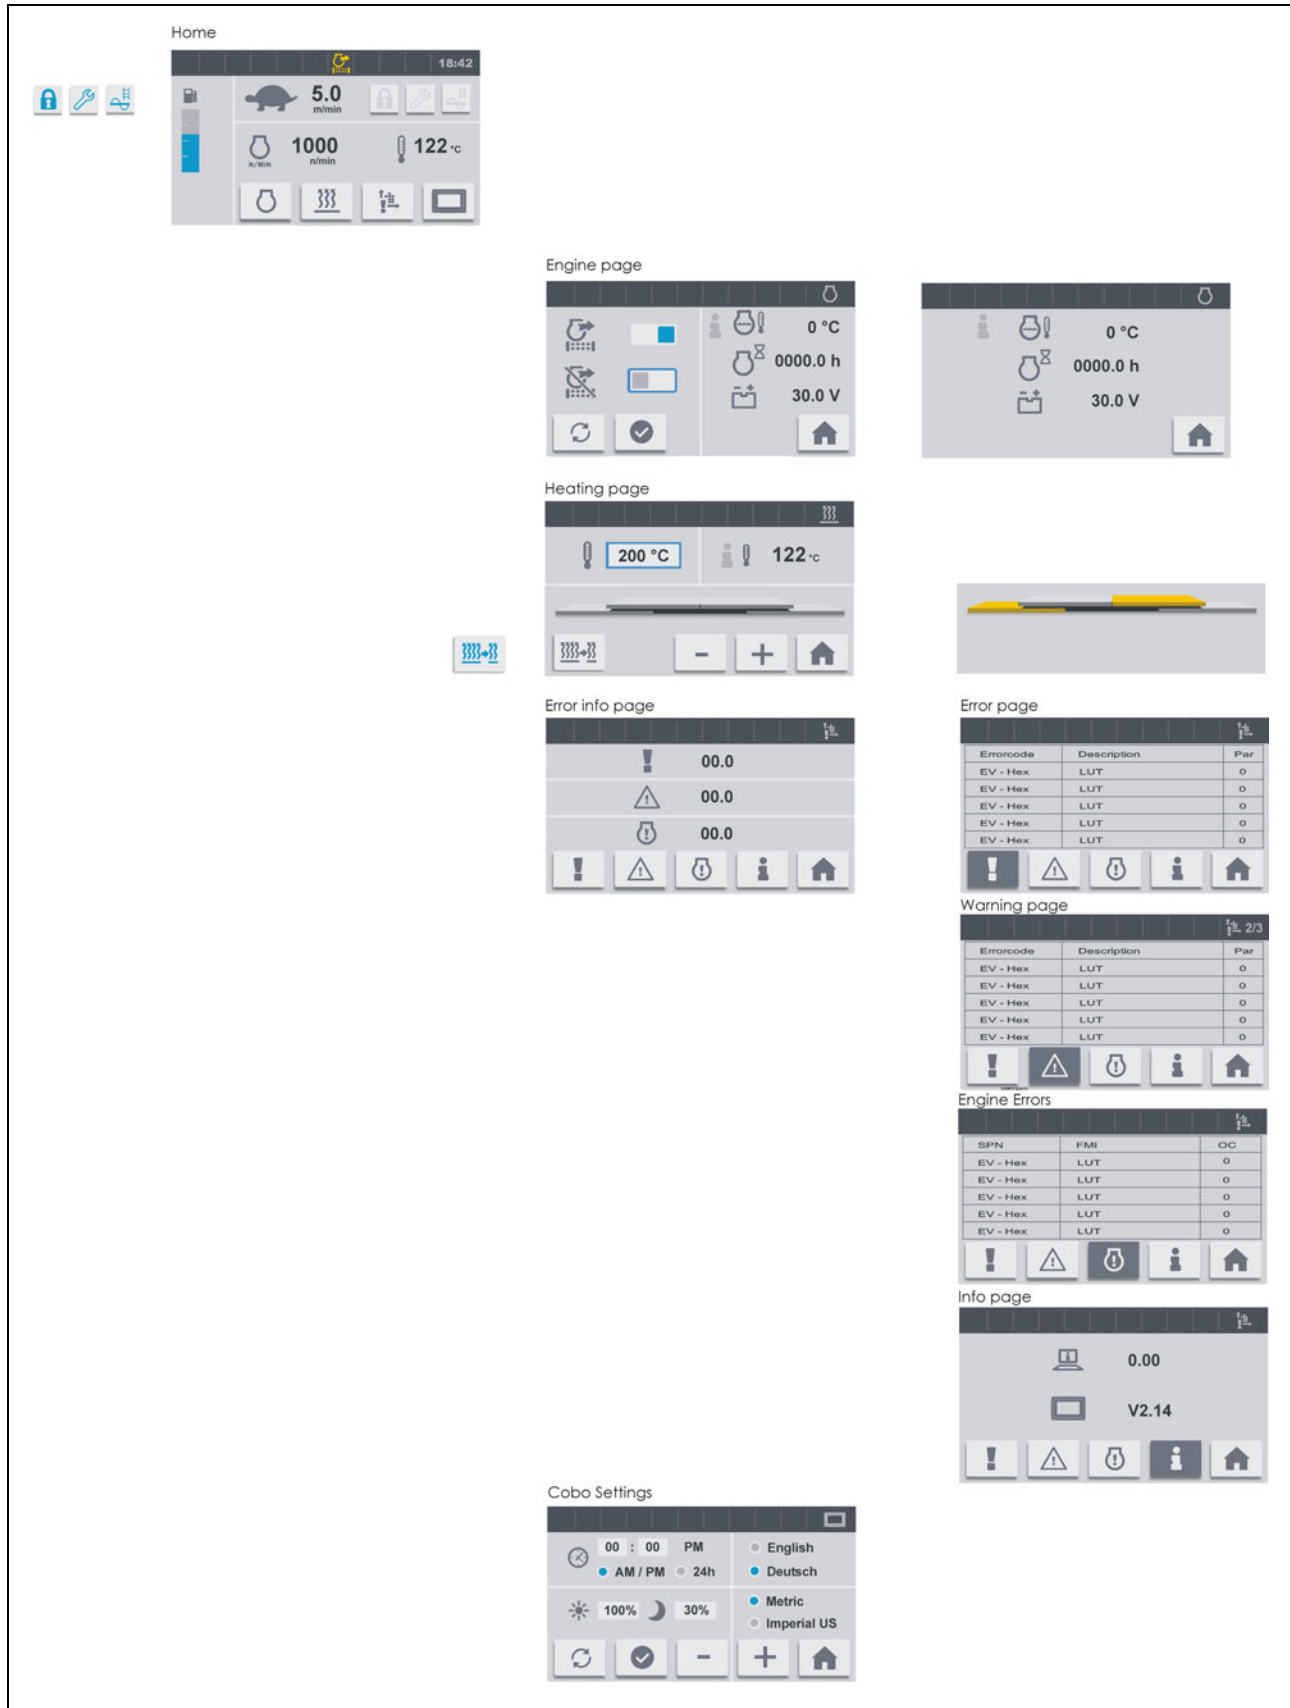 Home
18:42
5.0
m/min
1000
n/min
122 °C
N/MIN
Engine page
0 °C
0000.0 h
30.0 V
0 °C
0000.0 h
30.0 V
Heating page
200 °C
122 °C
Error info page
00.0
00.0
00.0
Error page
Errorcode Description Par
EV - Hex LUT 0
EV - Hex LUT 0
EV - Hex LUT 0
EV - Hex LUT 0
EV - Hex LUT 0
Warning page
2/3
Errorcode Description Par
EV - Hex LUT 0
EV - Hex LUT 0
EV - Hex LUT 0
EV - Hex LUT 0
EV - Hex LUT 0
Engine Errors
SPN FMI OC
EV - Hex LUT 0
EV - Hex LUT 0
EV - Hex LUT 0
EV - Hex LUT 0
EV - Hex LUT 0
Info page
0.00
V2.14
Cobo Settings
00 : 00 PM
AM / PM 24h
English
Deutsch
100% 30%
Metric
Imperial US